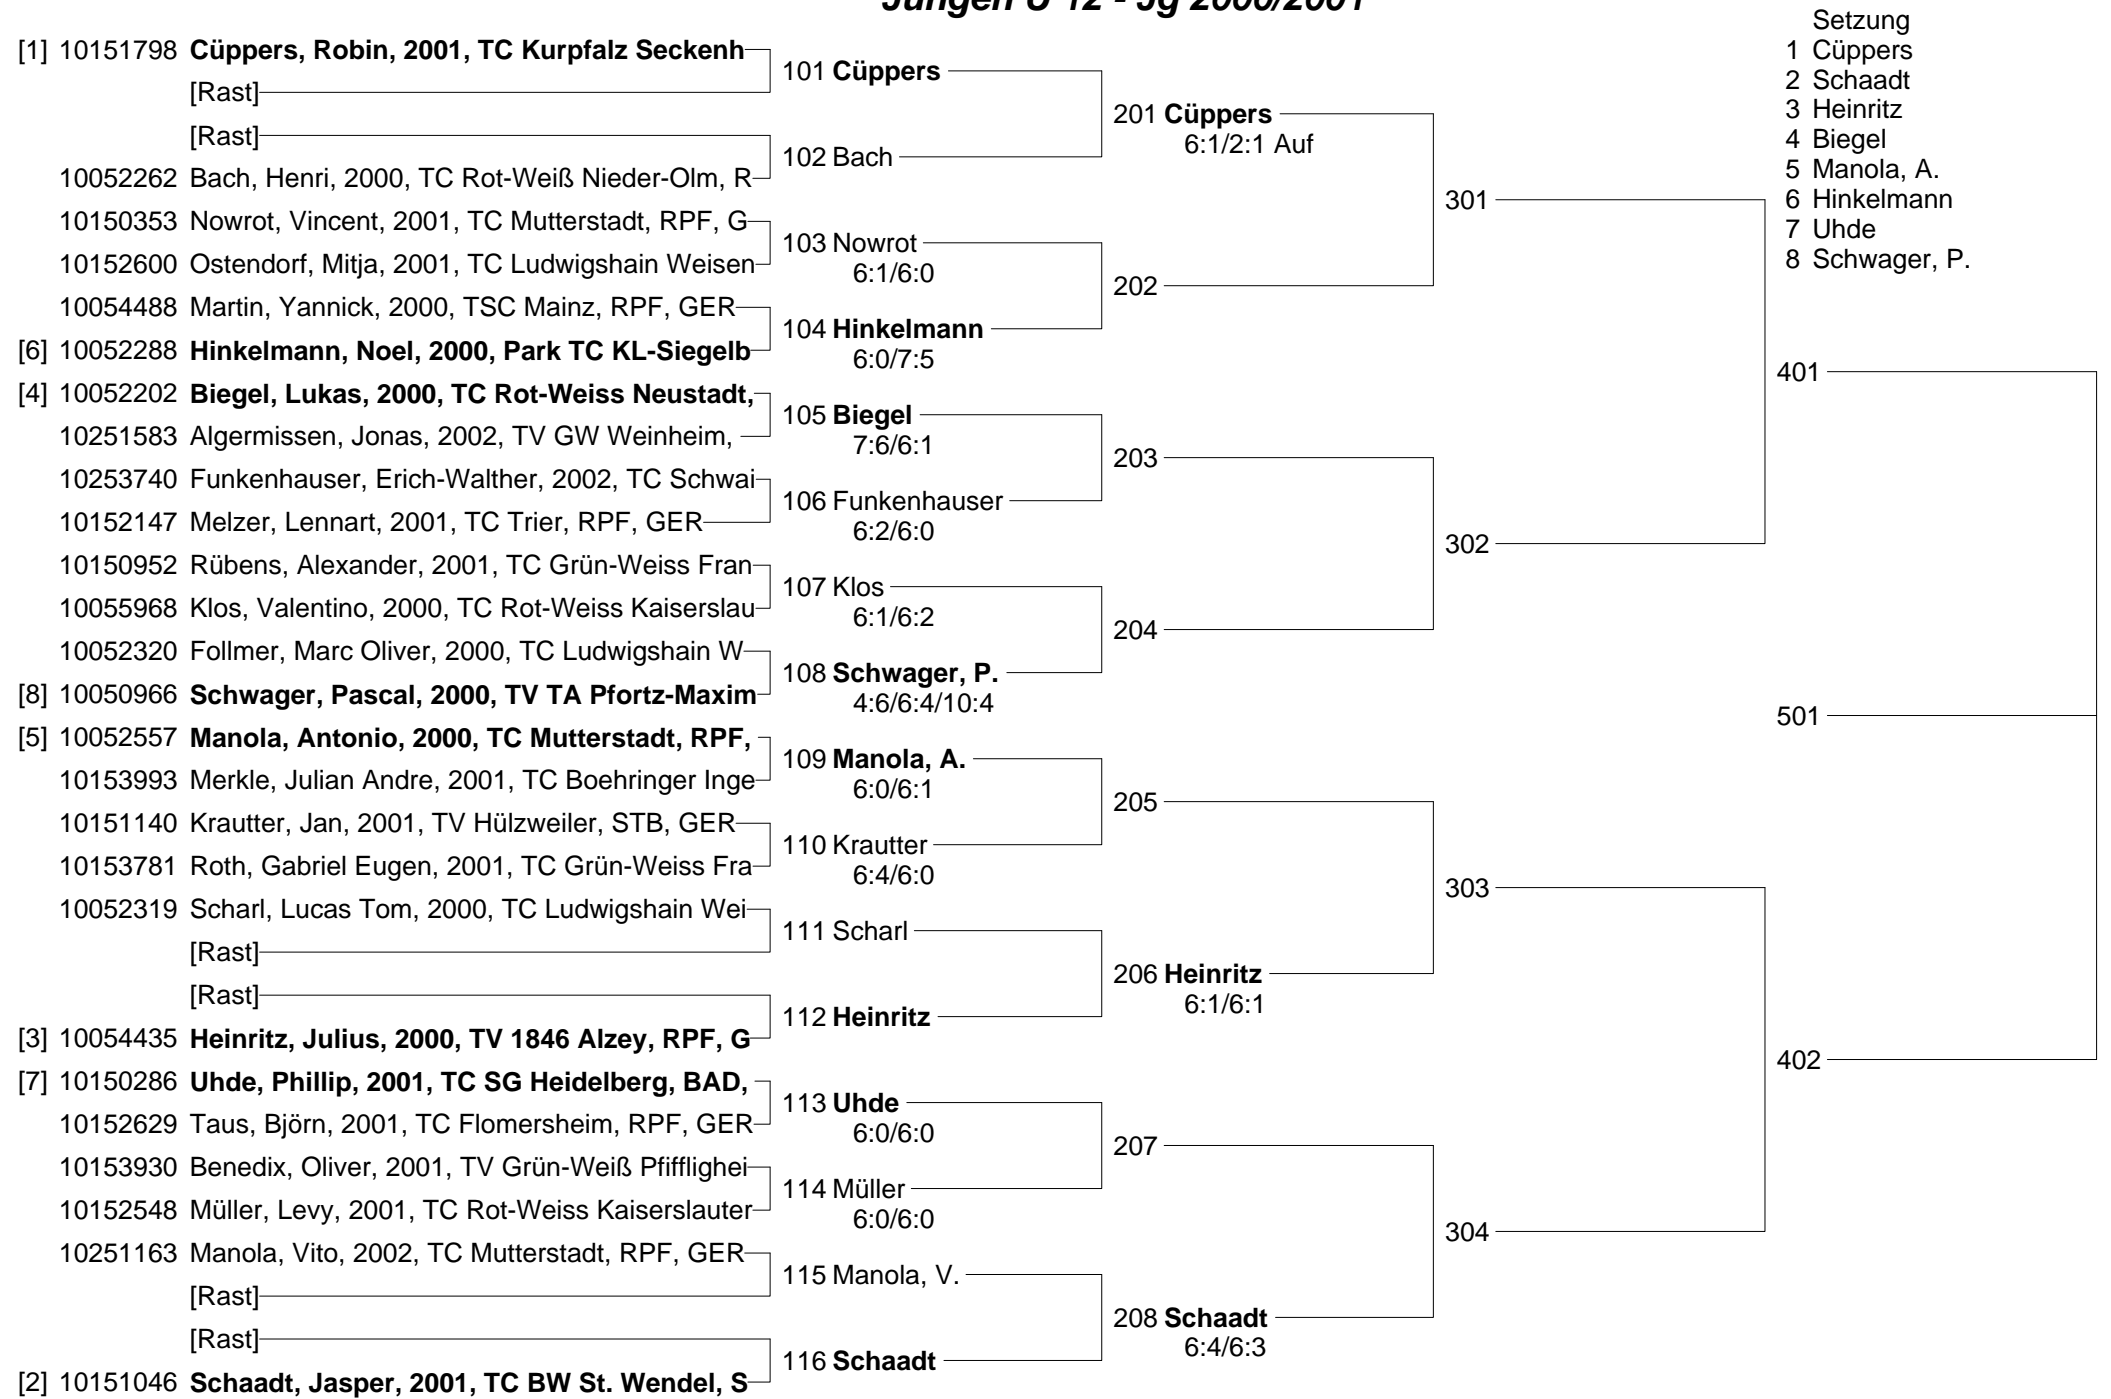 Jungen U 12 - Jg 2000/2001
Setzung
1 Cüppers
2 Schaadt
3 Heinritz
4 Biegel
5 Manola, A.
6 Hinkelmann
7 Uhde
8 Schwager, P.
[1] 10151798 Cüppers, Robin, 2001, TC Kurpfalz Seckenh
[Rast]
[Rast]
10052262 Bach, Henri, 2000, TC Rot-Weiß Nieder-Olm, R
10150353 Nowrot, Vincent, 2001, TC Mutterstadt, RPF, G
10152600 Ostendorf, Mitja, 2001, TC Ludwigshain Weisen
10054488 Martin, Yannick, 2000, TSC Mainz, RPF, GER
[6] 10052288 Hinkelmann, Noel, 2000, Park TC KL-Siegelb
[4] 10052202 Biegel, Lukas, 2000, TC Rot-Weiss Neustadt,
10251583 Algermissen, Jonas, 2002, TV GW Weinheim,
10253740 Funkenhauser, Erich-Walther, 2002, TC Schwai
10152147 Melzer, Lennart, 2001, TC Trier, RPF, GER
10150952 Rübens, Alexander, 2001, TC Grün-Weiss Fran
10055968 Klos, Valentino, 2000, TC Rot-Weiss Kaiserslau
10052320 Follmer, Marc Oliver, 2000, TC Ludwigshain W
[8] 10050966 Schwager, Pascal, 2000, TV TA Pfortz-Maxim
[5] 10052557 Manola, Antonio, 2000, TC Mutterstadt, RPF,
10153993 Merkle, Julian Andre, 2001, TC Boehringer Inge
10151140 Krautter, Jan, 2001, TV Hülzweiler, STB, GER
10153781 Roth, Gabriel Eugen, 2001, TC Grün-Weiss Fra
10052319 Scharl, Lucas Tom, 2000, TC Ludwigshain Wei
[Rast]
[Rast]
[3] 10054435 Heinritz, Julius, 2000, TV 1846 Alzey, RPF, G
[7] 10150286 Uhde, Phillip, 2001, TC SG Heidelberg, BAD,
10152629 Taus, Björn, 2001, TC Flomersheim, RPF, GER
10153930 Benedix, Oliver, 2001, TV Grün-Weiß Pfifflighei
10152548 Müller, Levy, 2001, TC Rot-Weiss Kaiserslauter
10251163 Manola, Vito, 2002, TC Mutterstadt, RPF, GER
[Rast]
[Rast]
[2] 10151046 Schaadt, Jasper, 2001, TC BW St. Wendel, S
101 Cüppers
102 Bach
103 Nowrot
6:1/6:0
104 Hinkelmann
6:0/7:5
105 Biegel
7:6/6:1
106 Funkenhauser
6:2/6:0
107 Klos
6:1/6:2
108 Schwager, P.
4:6/6:4/10:4
109 Manola, A.
6:0/6:1
110 Krautter
6:4/6:0
111 Scharl
112 Heinritz
113 Uhde
6:0/6:0
114 Müller
6:0/6:0
115 Manola, V.
116 Schaadt
201 Cüppers
6:1/2:1 Auf
202
203
204
205
206 Heinritz
6:1/6:1
207
208 Schaadt
6:4/6:3
301
302
303
304
401
501
402